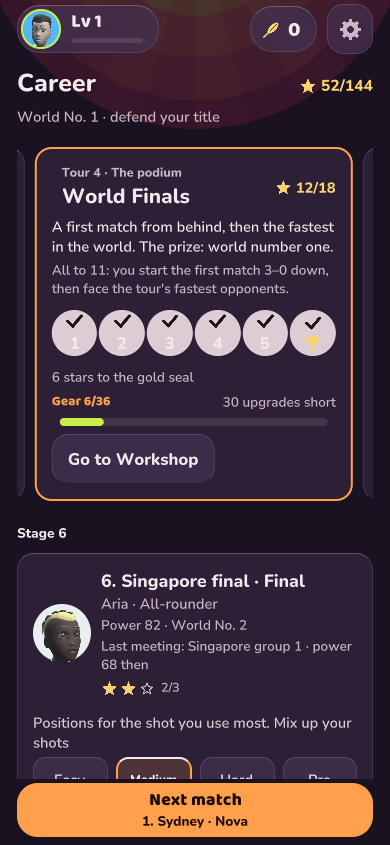 Lv 1
0
Career
52/144
World No. 1 · defend your title
Tour 4 · The podium
World Finals
12/18
A first match from behind, then the fastest
in the world. The prize: world number one.
All to 11: you start the first match 3–0 down,
then face the tour's fastest opponents.
1 2 3 4 5
6 stars to the gold seal
Gear 6/36
30 upgrades short
Go to Workshop
Stage 6
6. Singapore final · Final
Aria · All-rounder
Power 82 · World No. 2
Last meeting: Singapore group 1 · power
68 then
2/3
Positions for the shot you use most. Mix up your
shots
Easy Medium Hard Pro
Next match
1. Sydney · Nova